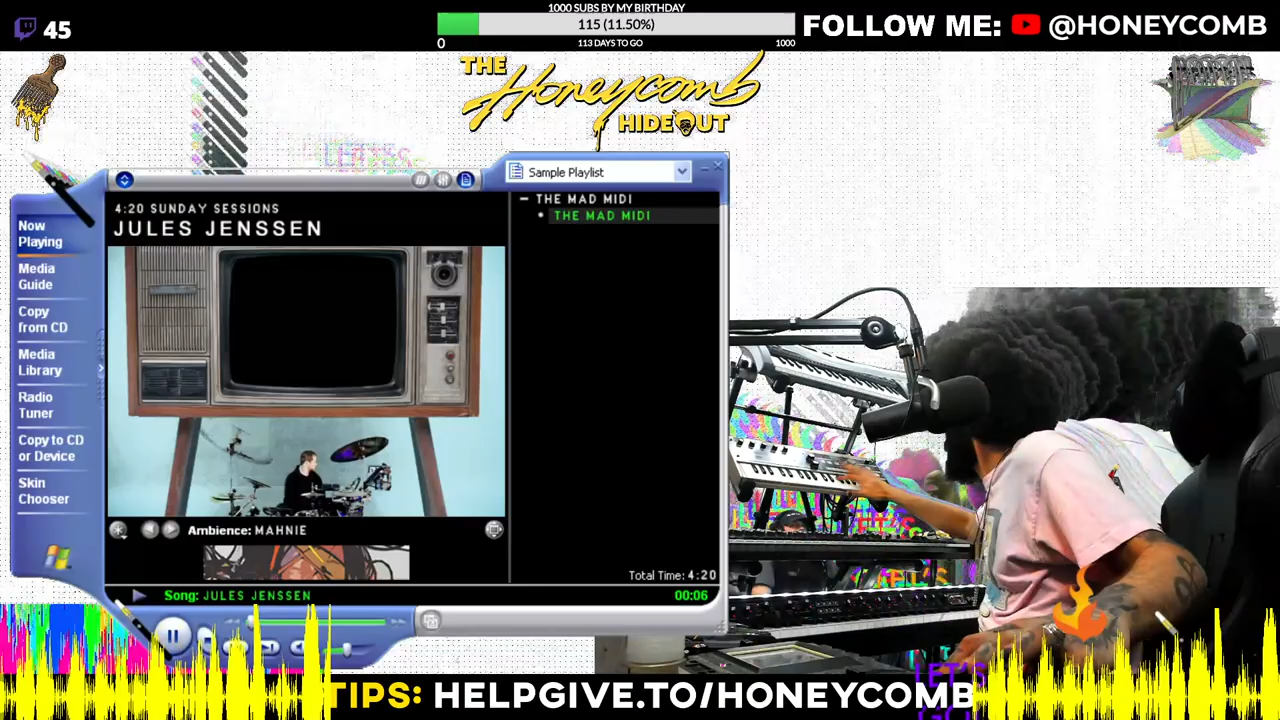 45
1000 SUBS BY MY BIRTHDAY
115 (11.50%)
0
113 DAYS TO GO
1000
FOLLOW ME: @HONEYCOMB
THE
Honeycomb
HIDEOUT
Sample Playlist
THE MAD MIDI
THE MAD MIDI
4:20 SUNDAY SESSIONS
JULES JENSSEN
Now
Playing
Media
Guide
Copy
from CD
Media
Library
Radio
Tuner
Copy to CD
or Device
Skin
Chooser
Ambience: MAHNIE
Total Time: 4:20
Song: JULES JENSSEN
00:06
LET'S
TIPS: HELPGIVE.TO/HONEYCOMB